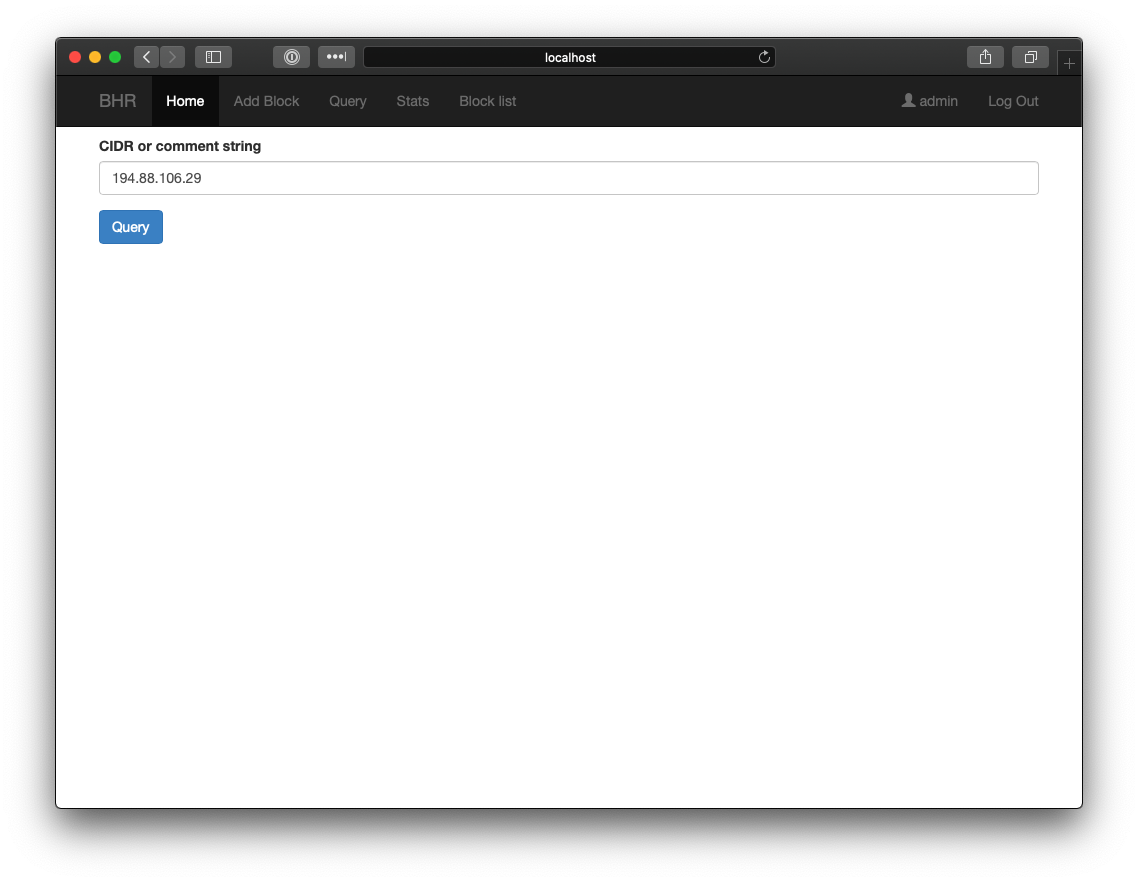 localhost
BHR Home Add Block Query Stats Block list admin Log Out
CIDR or comment string
194.88.106.29
Query